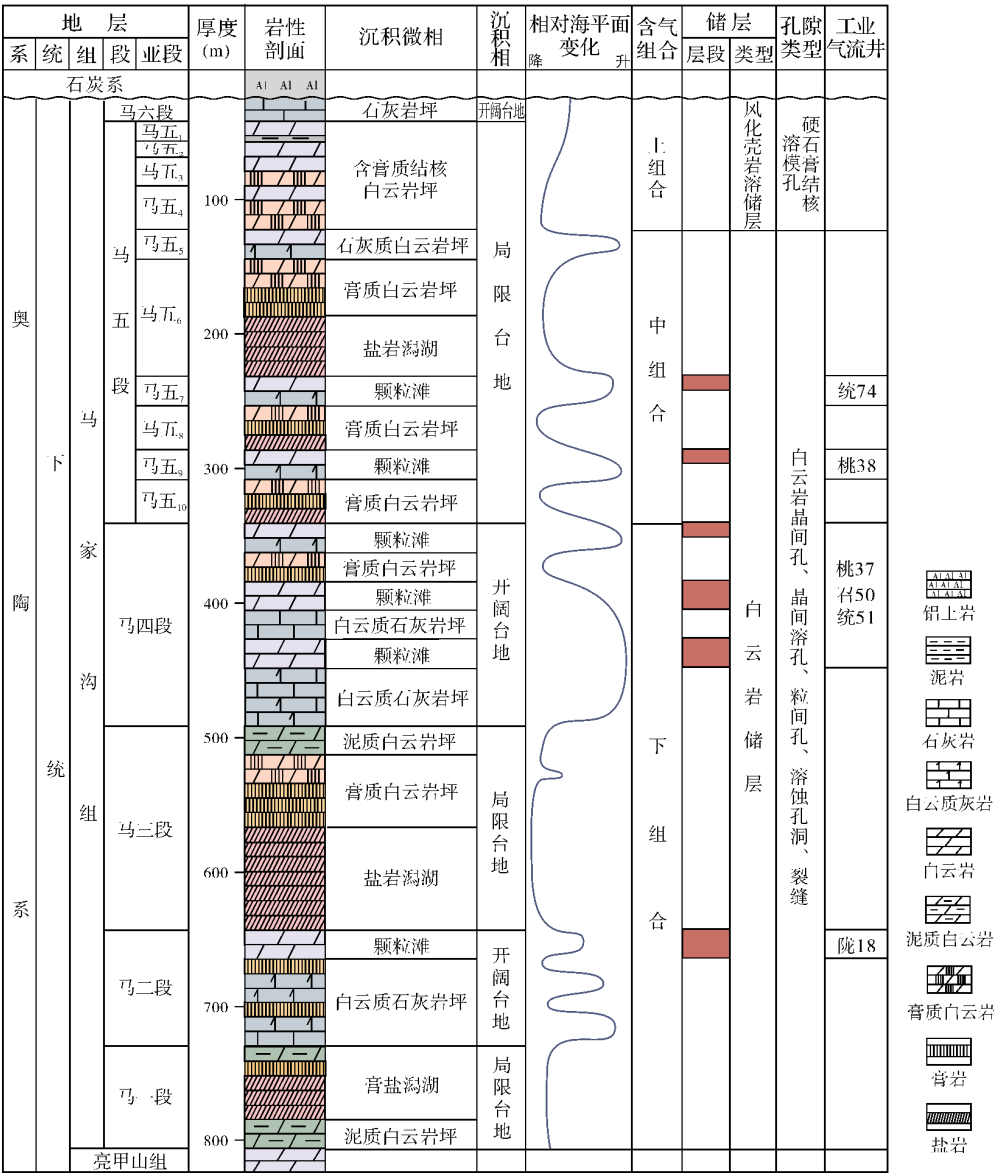 地 层
系 统 组 段 亚段
厚度
(m)
岩性
剖面
沉积微相
沉积相
相对海平面
变化
降 升
含气
组合
储 层
层段 类型
孔隙
类型
工业
气流井
石炭系
Al Al Al
奥陶系
下统
马家沟组
马六段
马五段
马五₁
马五₂
马五₃
马五₄
马五₅
马五₆
马五₇
马五₈
马五₉
马五₁₀
马四段
马三段
马二段
马一段
亮甲山组
100
200
300
400
500
600
700
800
石灰岩坪
含膏质结核
白云岩坪
石灰质白云岩坪
膏质白云岩坪
盐岩潟湖
颗粒滩
膏质白云岩坪
颗粒滩
膏质白云岩坪
颗粒滩
膏质白云岩坪
颗粒滩
白云质石灰岩坪
颗粒滩
白云质石灰岩坪
泥质白云岩坪
膏质白云岩坪
盐岩潟湖
颗粒滩
白云质石灰岩坪
膏盐潟湖
泥质白云岩坪
开阔台地
局限台地
开阔台地
局限台地
开阔台地
局限台地
上组合
中组合
下组合
风化壳岩溶储层
白云岩储层
硬石膏结核
溶模孔
白云岩晶间孔、晶间溶孔、粒间孔、溶蚀孔洞、裂缝
统74
桃38
桃37
召50
统51
陇18
Al Al Al
Al Al Al
Al Al Al
铝土岩
泥岩
石灰岩
白云质灰岩
白云岩
泥质白云岩
膏质白云岩
膏岩
盐岩